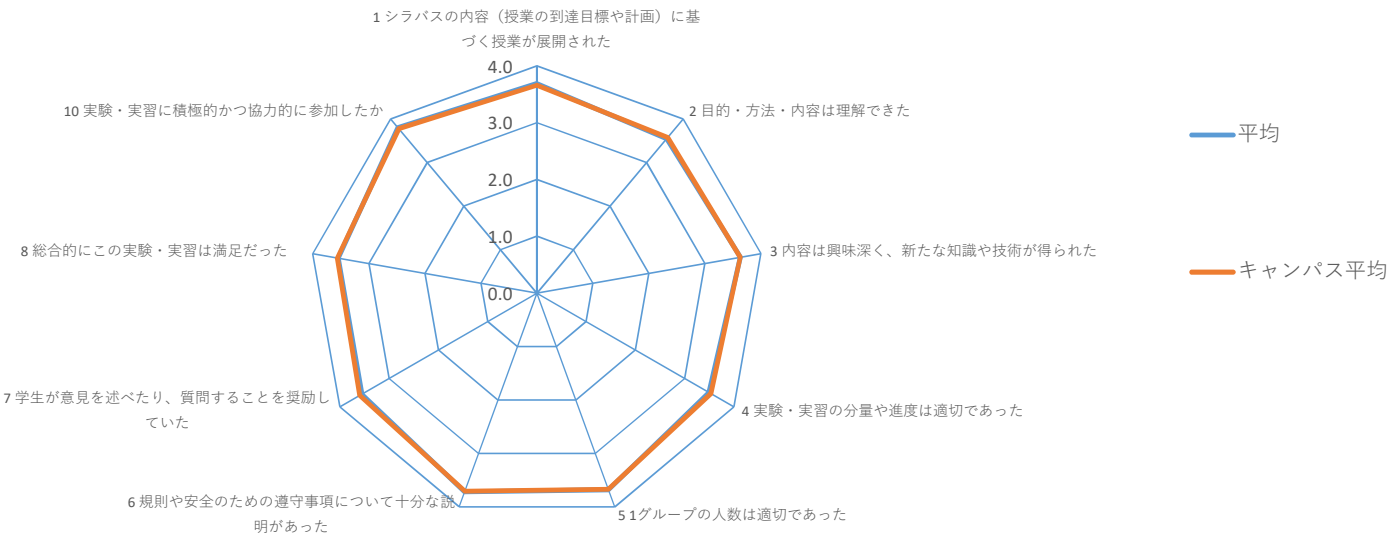 1 シラバスの内容（授業の到達目標や計画）に基
づく授業が展開された
4.0
10 実験・実習に積極的かつ協力的に参加したか
2 目的・方法・内容は理解できた
3.0
平均
2.0
1.0
8 総合的にこの実験・実習は満足だった
3 内容は興味深く、新たな知識や技術が得られた
キャンパス平均
0.0
7 学生が意見を述べたり、質問することを奨励し
ていた
4 実験・実習の分量や進度は適切であった
6 規則や安全のための遵守事項について十分な説
明があった
5 1グループの人数は適切であった